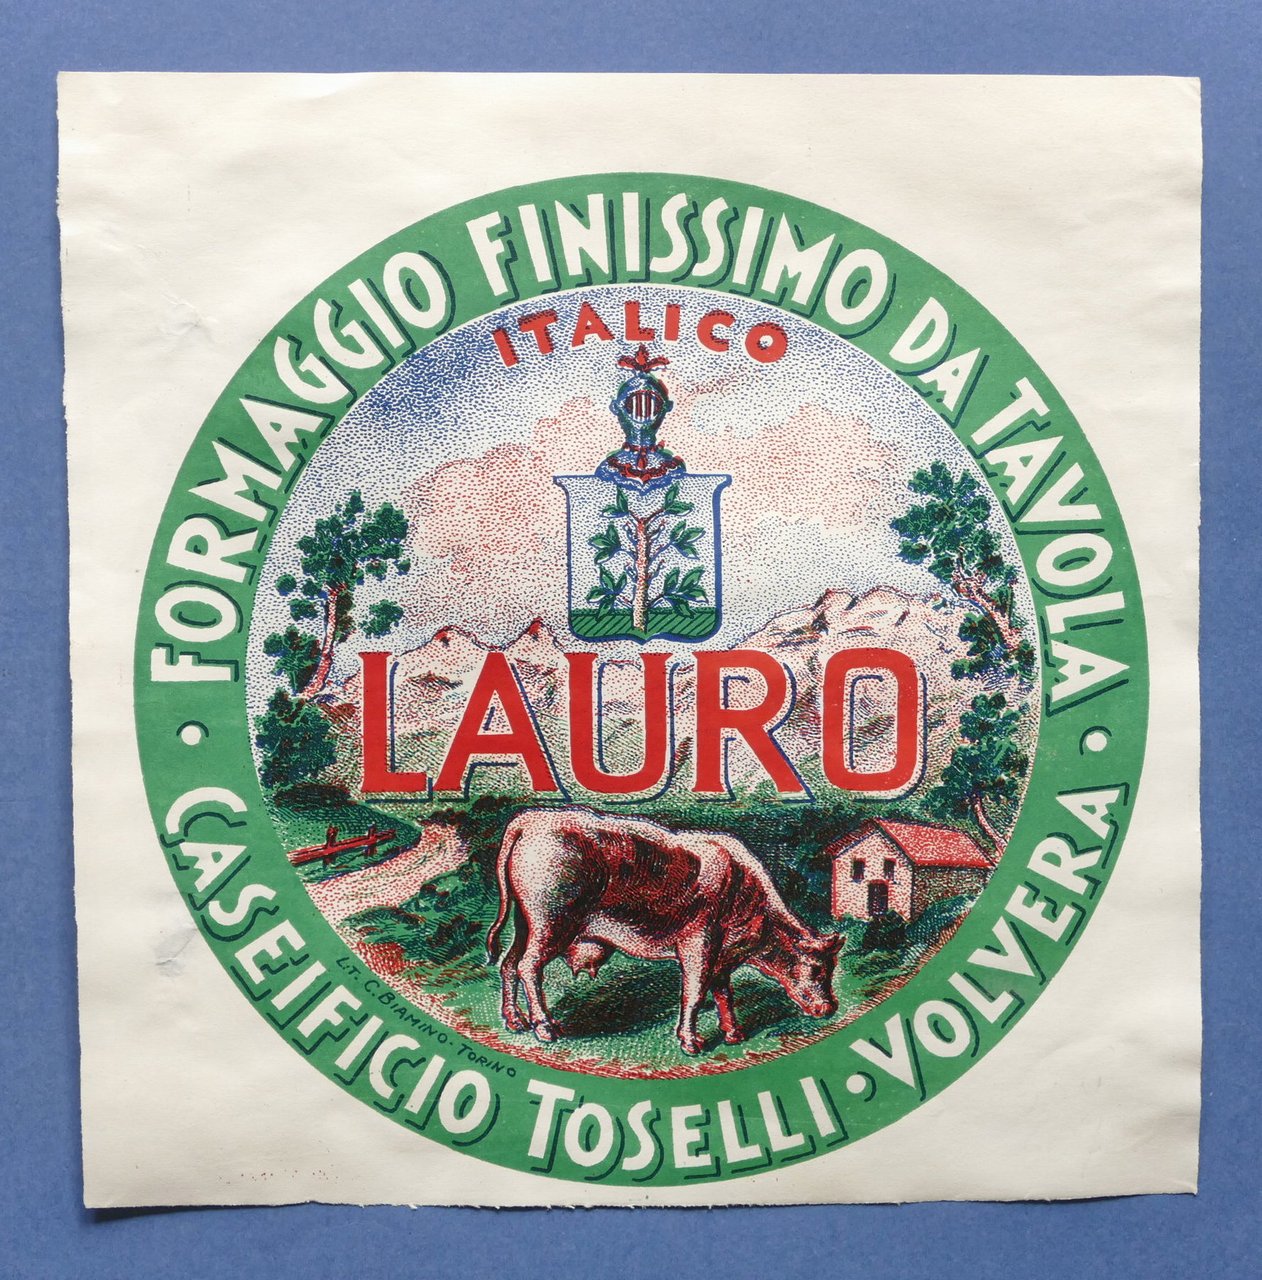 FORMAGGIO FINISSIMO DA TAVOLA
ITALICO
LAURO
L.T. C. BIAMINO - TORINO
• CASEIFICIO TOSELLI • VOLVERA •